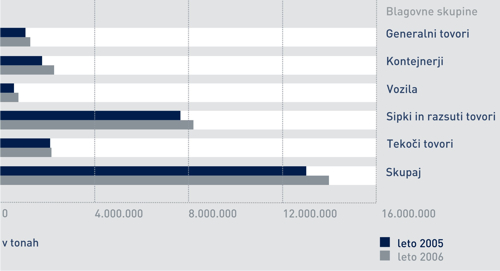 Blagovne skupine
Generalni tovori
Kontejnerji
Vozila
Sipki in razsuti tovori
Tekoči tovori
Skupaj
0 4.000.000 8.000.000 12.000.000 16.000.000
v tonah
leto 2005
leto 2006